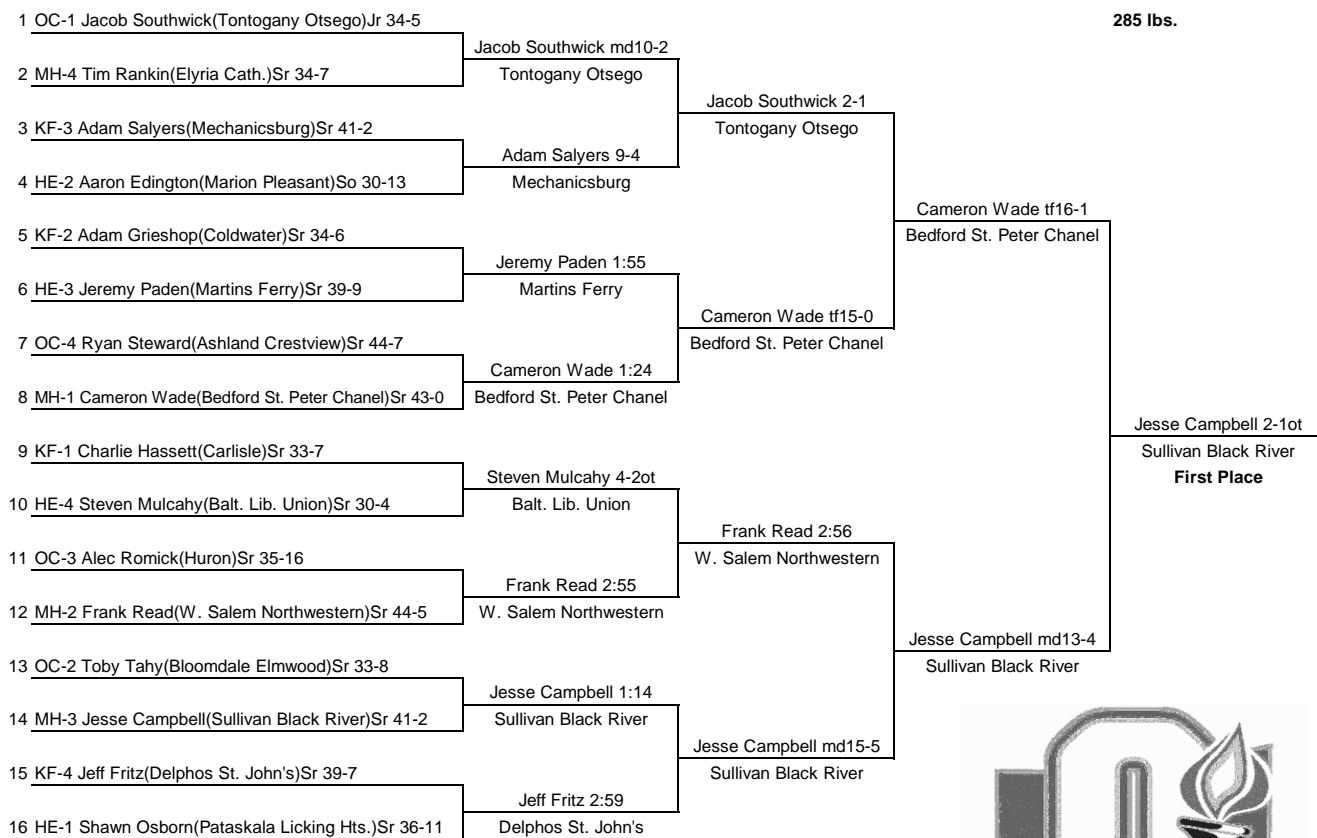 1 OC-1 Jacob Southwick(Tontogany Otsego)Jr 34-5
285 lbs.
Jacob Southwick md10-2
2 MH-4 Tim Rankin(Elyria Cath.)Sr 34-7
Tontogany Otsego
Jacob Southwick 2-1
3 KF-3 Adam Salyers(Mechanicsburg)Sr 41-2
Tontogany Otsego
Adam Salyers 9-4
4 HE-2 Aaron Edington(Marion Pleasant)So 30-13
Mechanicsburg
Cameron Wade tf16-1
5 KF-2 Adam Grieshop(Coldwater)Sr 34-6
Bedford St. Peter Chanel
Jeremy Paden 1:55
6 HE-3 Jeremy Paden(Martins Ferry)Sr 39-9
Martins Ferry
Cameron Wade tf15-0
7 OC-4 Ryan Steward(Ashland Crestview)Sr 44-7
Bedford St. Peter Chanel
Cameron Wade 1:24
8 MH-1 Cameron Wade(Bedford St. Peter Chanel)Sr 43-0
Bedford St. Peter Chanel
Jesse Campbell 2-1ot
9 KF-1 Charlie Hassett(Carlisle)Sr 33-7
Sullivan Black River
Steven Mulcahy 4-2ot
First Place
10 HE-4 Steven Mulcahy(Balt. Lib. Union)Sr 30-4
Balt. Lib. Union
Frank Read 2:56
11 OC-3 Alec Romick(Huron)Sr 35-16
W. Salem Northwestern
Frank Read 2:55
12 MH-2 Frank Read(W. Salem Northwestern)Sr 44-5
W. Salem Northwestern
Jesse Campbell md13-4
13 OC-2 Toby Tahy(Bloomdale Elmwood)Sr 33-8
Sullivan Black River
Jesse Campbell 1:14
14 MH-3 Jesse Campbell(Sullivan Black River)Sr 41-2
Sullivan Black River
Jesse Campbell md15-5
15 KF-4 Jeff Fritz(Delphos St. John's)Sr 39-7
Sullivan Black River
Jeff Fritz 2:59
16 HE-1 Shawn Osborn(Pataskala Licking Hts.)Sr 36-11
Delphos St. John's